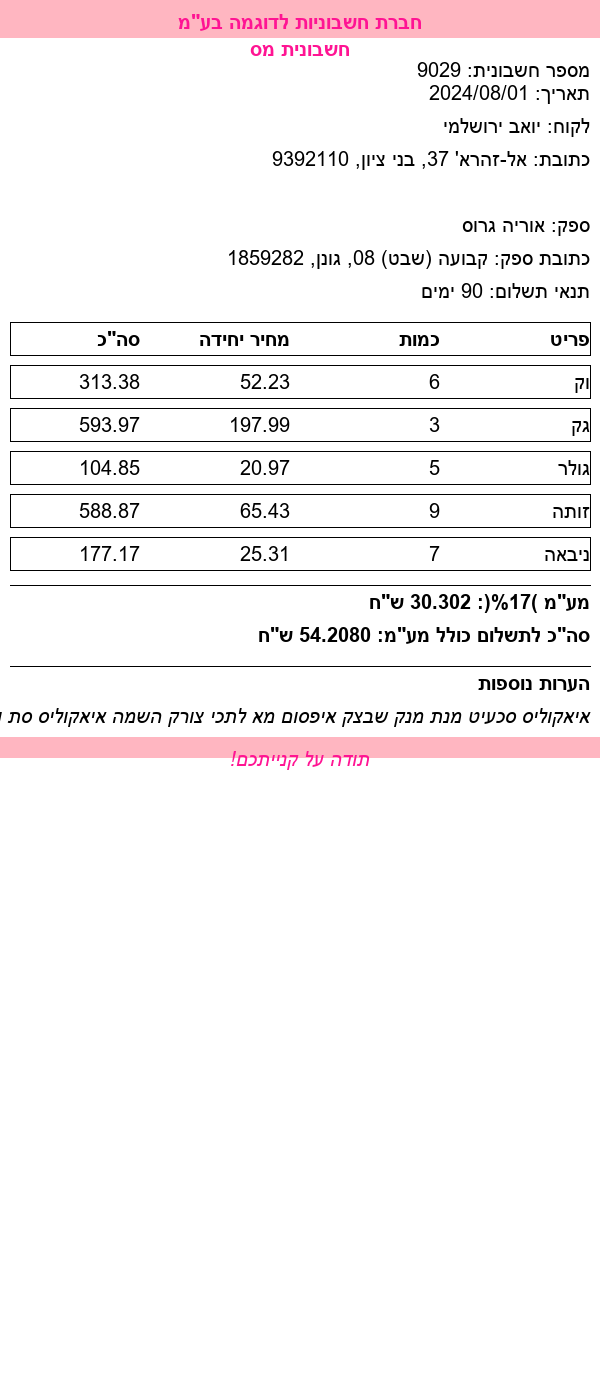 חברת חשבוניות לדוגמה בע"מ
חשבונית מס
מספר חשבונית: 9029
תאריך: 2024/08/01
לקוח: יואב ירושלמי
כתובת: אל-זהרא' 37, בני ציון, 9392110
ספק: אוריה גרוס
כתובת ספק: קבועה (שבט) 08, גונן, 1859282
תנאי תשלום: 90 ימים
פריט כמות מחיר יחידה סה"כ
וק 6 52.23 313.38
גק 3 197.99 593.97
גולר 5 20.97 104.85
זותה 9 65.43 588.87
ניבאה 7 25.31 177.17
מע"מ )17%(: 30.302 ש"ח
סה"כ לתשלום כולל מע"מ: 54.2080 ש"ח
הערות נוספות
איאקוליס סכעיט מנת מנק שבצק איפסום מא לתכי צורק השמה איאקוליס סת
תודה על קנייתכם!